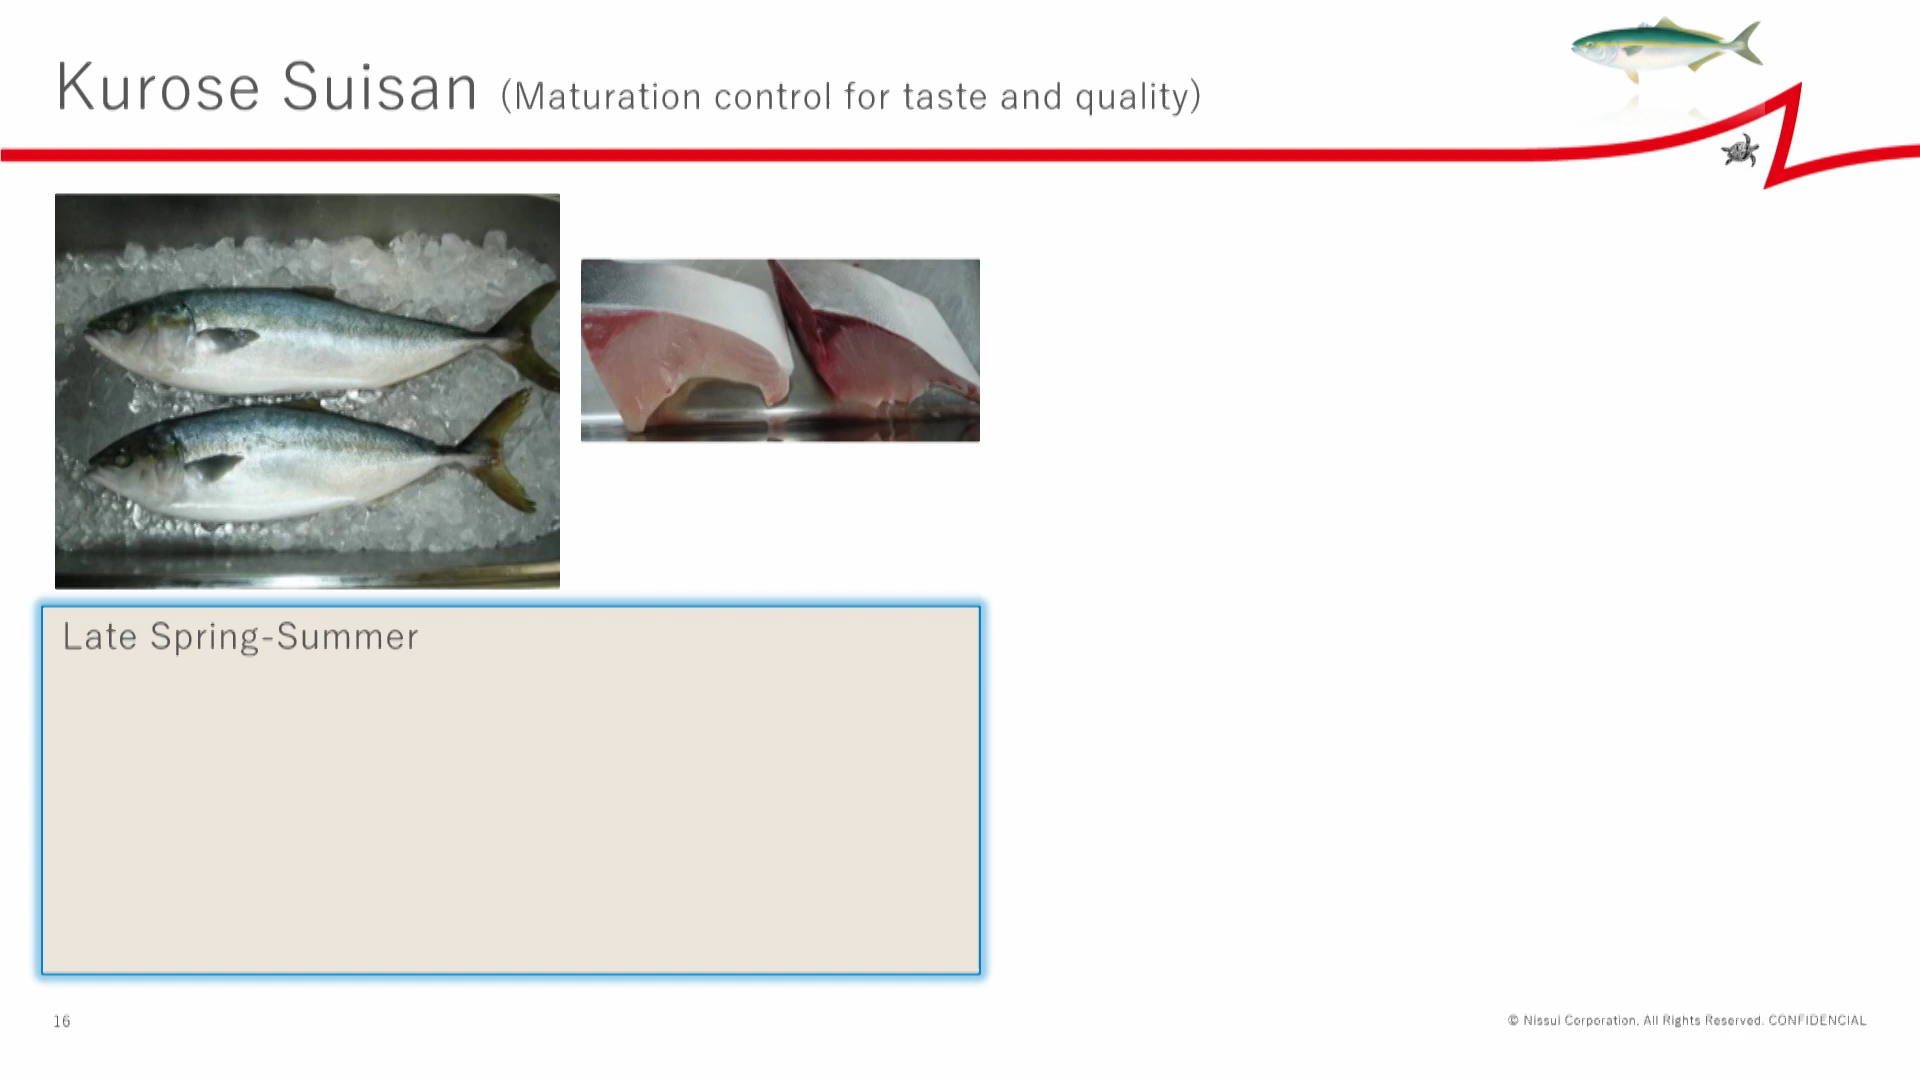 Kurose Suisan (Maturation control for taste and quality)
Late Spring-Summer
16
© Nissui Corporation. All Rights Reserved. CONFIDENCIAL